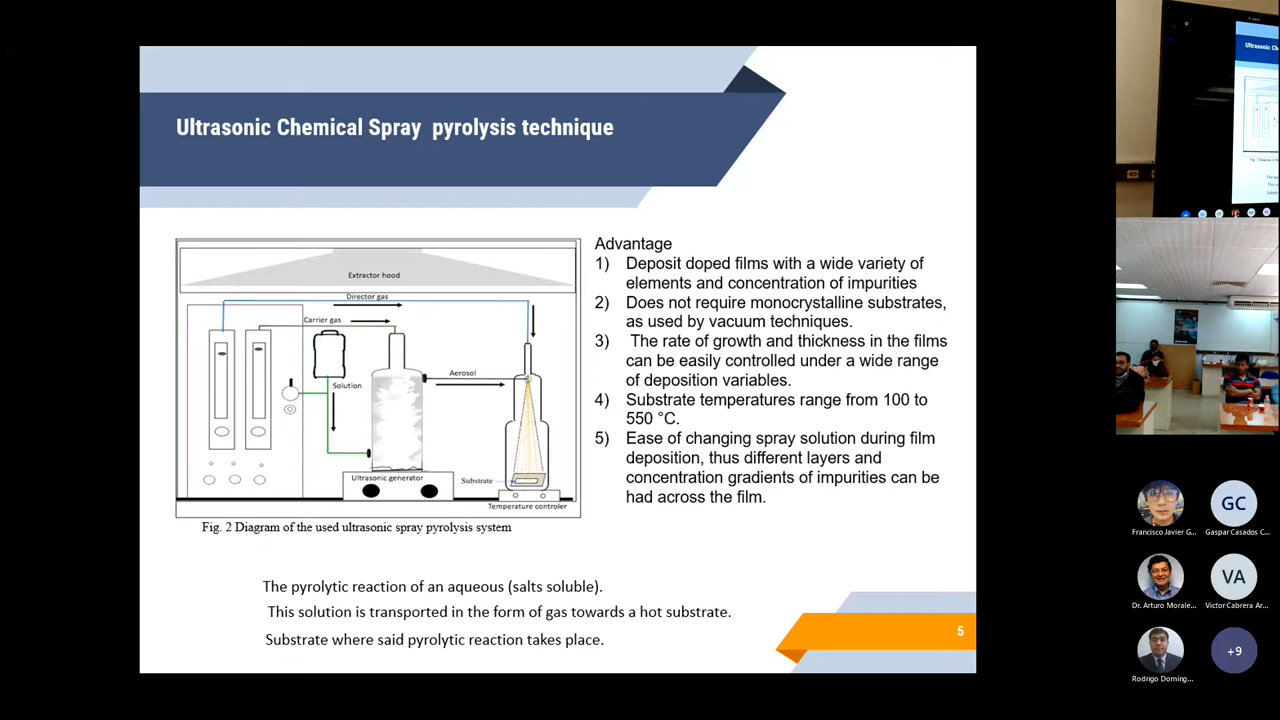 Ultrasonic Chemical Spray pyrolysis technique
Extractor hood
Director gas
Carrier gas
Solution
Aerosol
Ultrasonic generator
Substrate
Temperature controler
Fig. 2 Diagram of the used ultrasonic spray pyrolysis system
Advantage
1) Deposit doped films with a wide variety of
elements and concentration of impurities
2) Does not require monocrystalline substrates,
as used by vacuum techniques.
3) The rate of growth and thickness in the films
can be easily controlled under a wide range
of deposition variables.
4) Substrate temperatures range from 100 to
550 °C.
5) Ease of changing spray solution during film
deposition, thus different layers and
concentration gradients of impurities can be
had across the film.
The pyrolytic reaction of an aqueous (salts soluble).
This solution is transported in the form of gas towards a hot substrate.
Substrate where said pyrolytic reaction takes place.
5
Ultrasonic Ch
GC
Francisco Javier G...
Gaspar Casados C...
VA
Dr. Arturo Morale...
Victor Cabrera Ar...
+9
Rodrigo Doming...